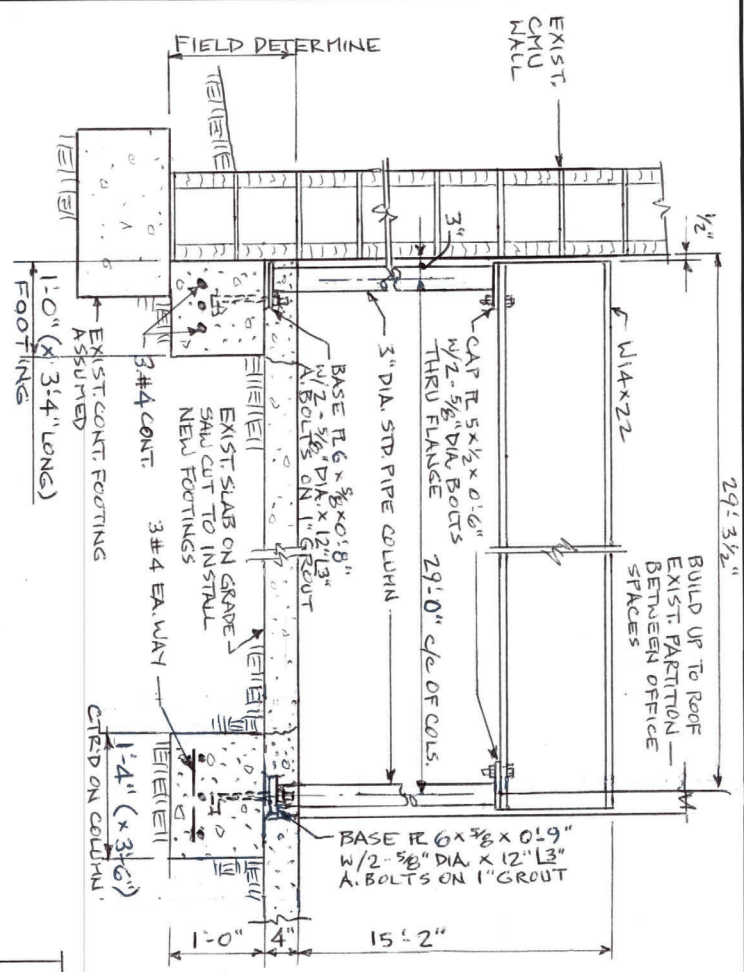 FIELD DETERMINE
EXIST.
CMU
WALL
1/2"
3"
W14x22
29'-3 1/2"
BUILD UP TO ROOF
EXIST. PARTITION
BETWEEN OFFICE
SPACES
CAP PL 5x1/2x0'-6"
W/2-5/8" DIA. BOLTS
THRU FLANGE
29'-0" c/c OF COLS.
3" DIA. STD. PIPE COLUMN
BASE PL 6x5/8x0'-8"
W/2-5/8" DIA. x 12" L3"
A. BOLTS ON 1" GROUT
EXIST. SLAB ON GRADE
SAW CUT TO INSTALL
NEW FOOTINGS
3#4 CONT.
3#4 EA. WAY
EXIST. CONT. FOOTING
ASSUMED
1'-0" (x 3'-4" LONG)
FOOTING
1'-4" (x 3'-6")
CTRD ON COLUMN
BASE PL 6x5/8x0'-9"
W/2-5/8" DIA. x 12" L3"
A. BOLTS ON 1" GROUT
1'-0"
4"
15'-2"